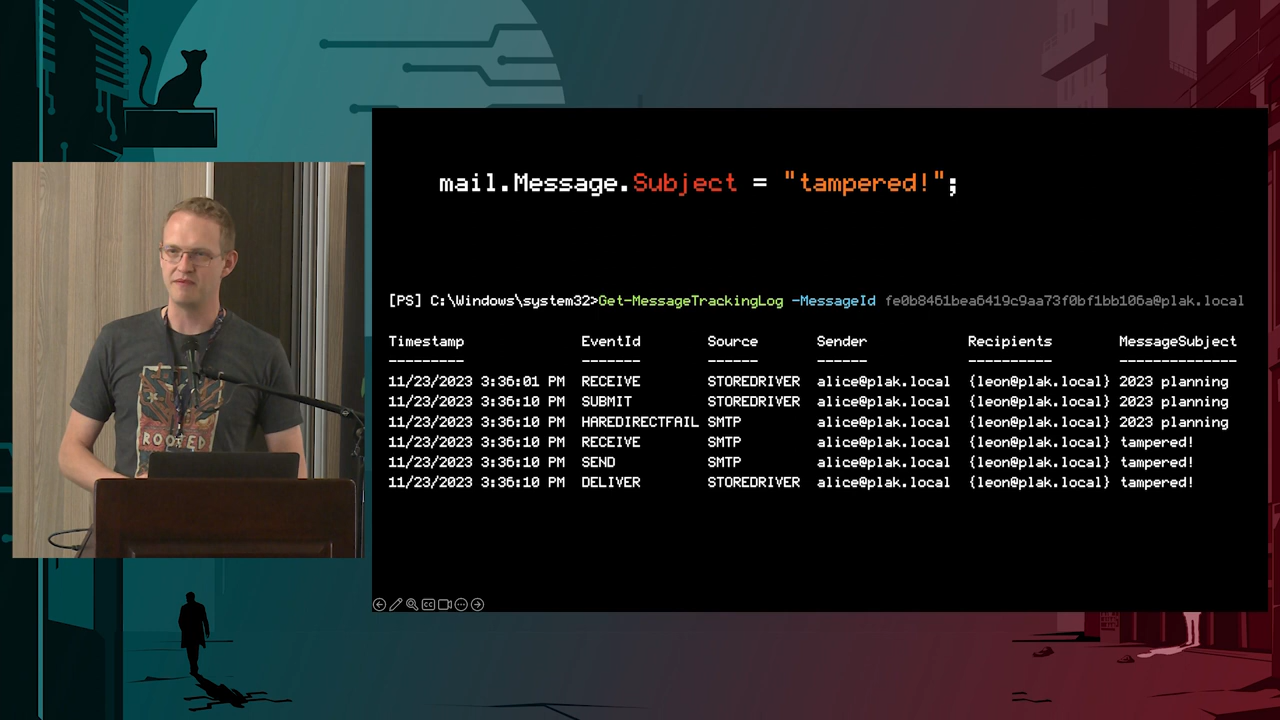 mail.Message.Subject = "tampered!";
[PS] C:\Windows\system32>Get-MessageTrackingLog -MessageId fe0b8461bea6419c9aa73f0bf1bb106a@plak.local
Timestamp EventId Source Sender Recipients MessageSubject
--------- ------- ------ ------ ---------- --------------
11/23/2023 3:36:01 PM RECEIVE STOREDRIVER alice@plak.local {leon@plak.local} 2023 planning
11/23/2023 3:36:10 PM SUBMIT STOREDRIVER alice@plak.local {leon@plak.local} 2023 planning
11/23/2023 3:36:10 PM HAREDIRECTFAIL SMTP alice@plak.local {leon@plak.local} 2023 planning
11/23/2023 3:36:10 PM RECEIVE SMTP alice@plak.local {leon@plak.local} tampered!
11/23/2023 3:36:10 PM SEND SMTP alice@plak.local {leon@plak.local} tampered!
11/23/2023 3:36:10 PM DELIVER STOREDRIVER alice@plak.local {leon@plak.local} tampered!
ROOTED
CC